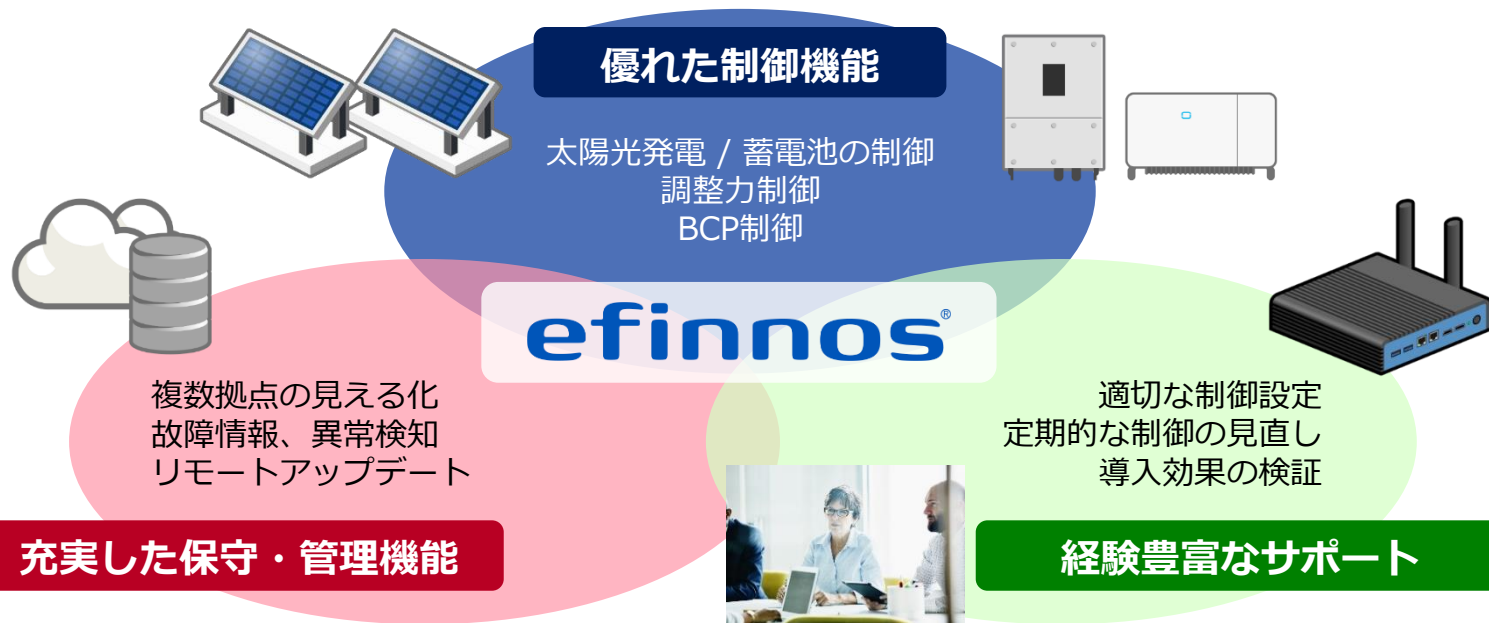 優れた制御機能
太陽光発電 / 蓄電池の制御
調整力制御
BCP制御
efinnos®
複数拠点の見える化
故障情報、異常検知
リモートアップデート
充実した保守・管理機能
適切な制御設定
定期的な制御の見直し
導入効果の検証
経験豊富なサポート